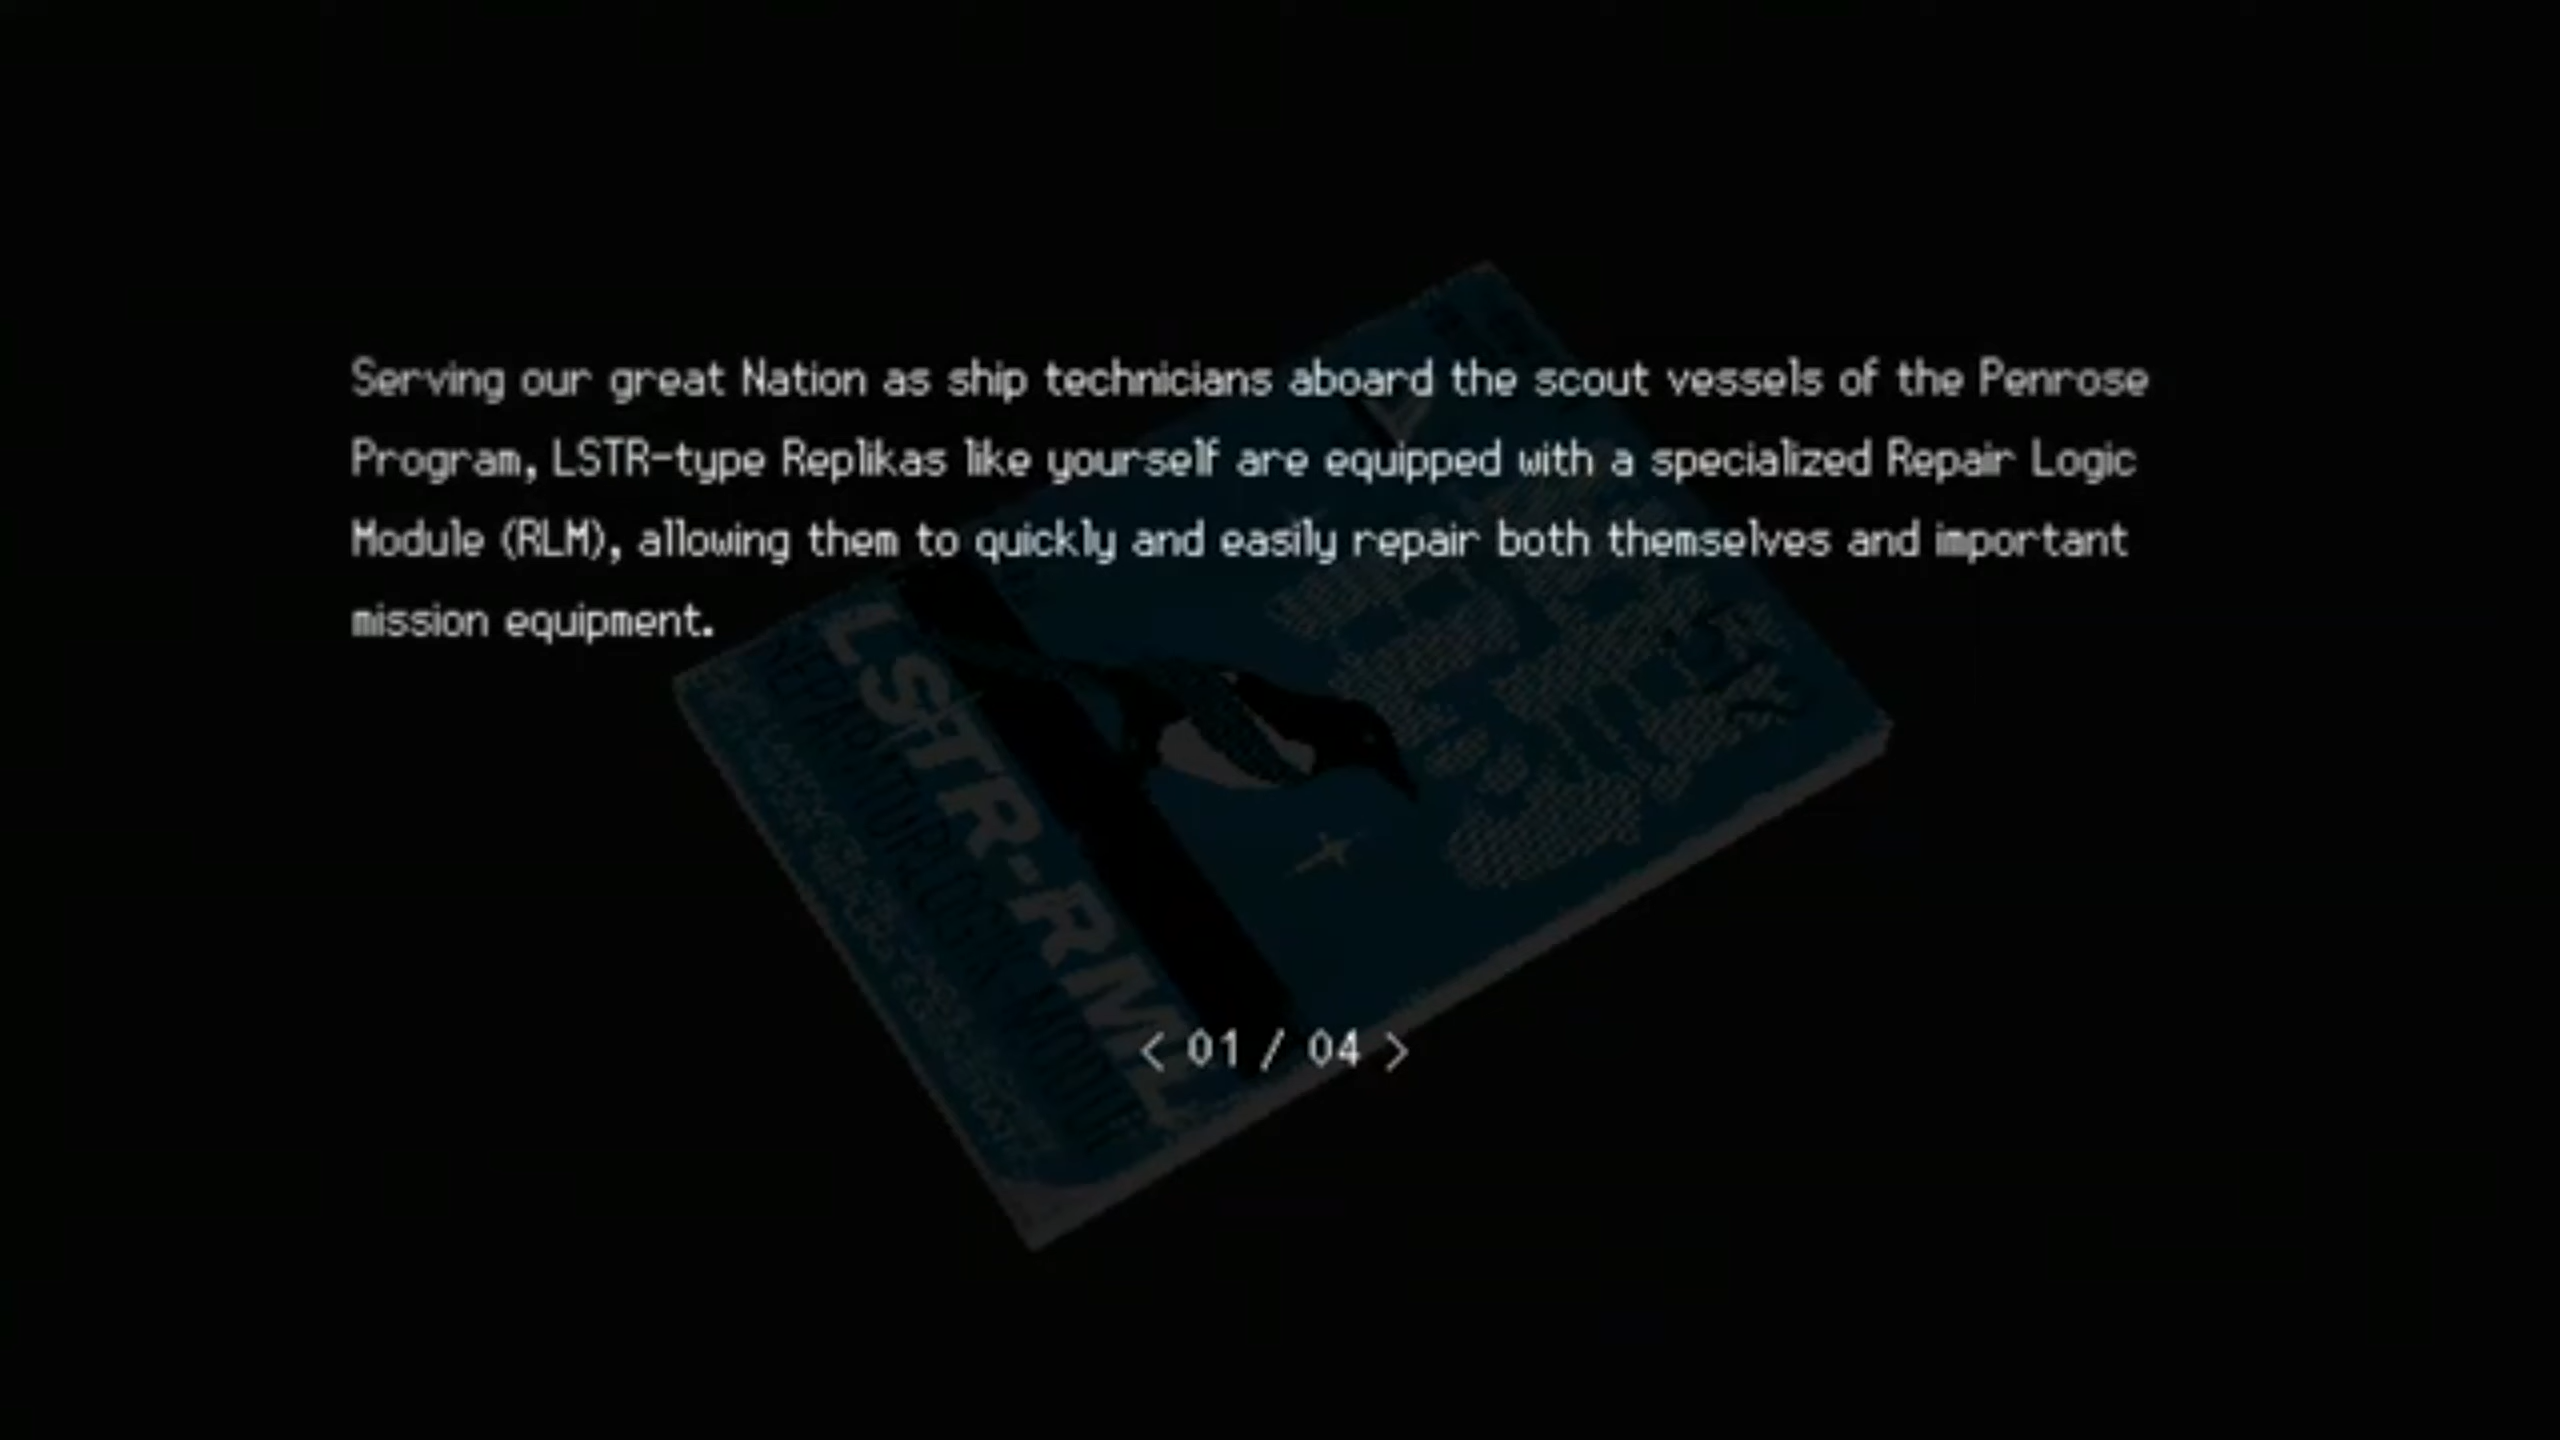 Serving our great Nation as ship technicians aboard the scout vessels of the Penrose
Program, LSTR-type Replikas like yourself are equipped with a specialized Repair Logic
Module (RLM), allowing them to quickly and easily repair both themselves and important
mission equipment.
LSTR-RML
< 01 / 04 >